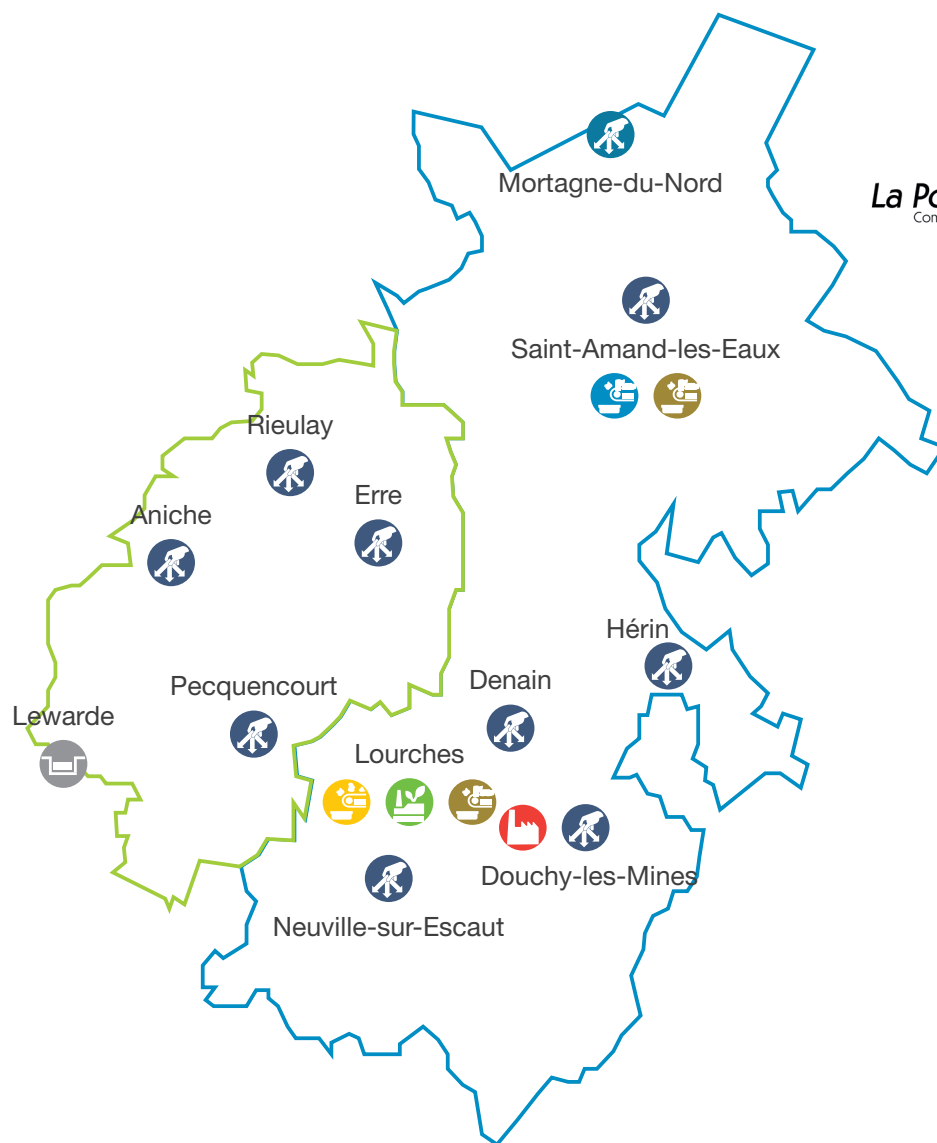 Mortagne-du-Nord
La Po
Com
Saint-Amand-les-Eaux
Rieulay
Erre
Aniche
Hérin
Pecquencourt
Denain
Lewarde
Lourches
Douchy-les-Mines
Neuville-sur-Escaut